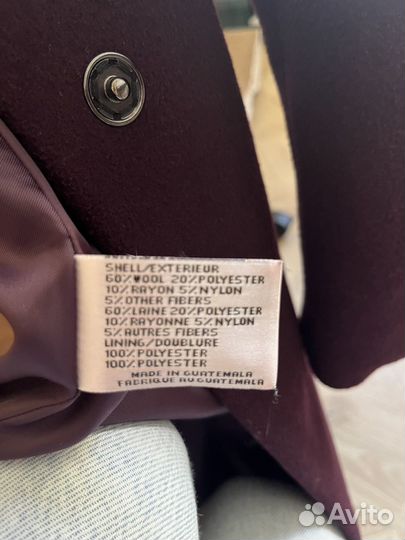 SHELL/EXTERIEUR
60%WOOL 20%POLYESTER
10%RAYON 5%NYLON
5%OTHER FIBERS
60%LAINE 20%POLYESTER
10%RAYONNE 5%NYLON
5%AUTRES FIBRES
LINING/DOUBLURE
100%POLYESTER
100%POLYESTER
MADE IN GUATEMALA
FABRIQUE AU GUATEMALA
Avito